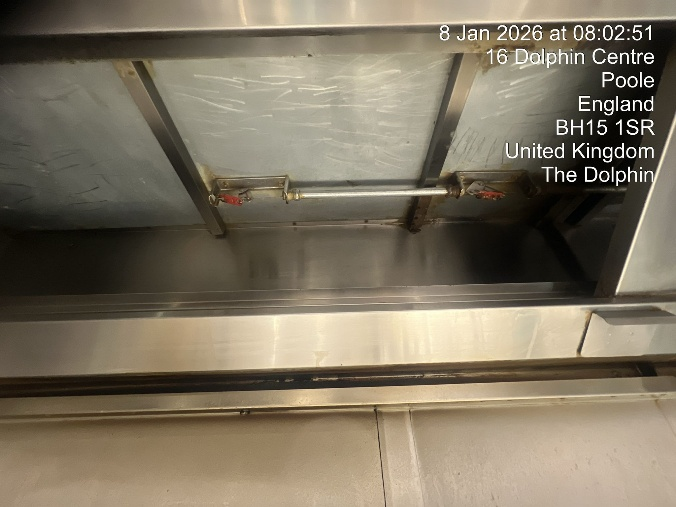 8 Jan 2026 at 08:02:51
16 Dolphin Centre
Poole
England
BH15 1SR
United Kingdom
The Dolphin